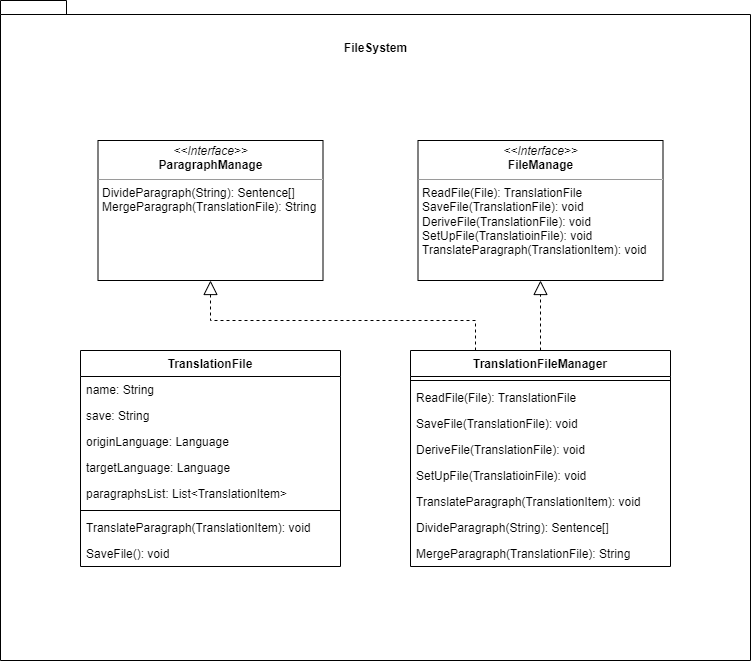 FileSystem
<<Interface>>
ParagraphManage
DivideParagraph(String): Sentence[]
MergeParagraph(TranslationFile): String
<<Interface>>
FileManage
ReadFile(File): TranslationFile
SaveFile(TranslationFile): void
DeriveFile(TranslationFile): void
SetUpFile(TranslatioinFile): void
TranslateParagraph(TranslationItem): void
TranslationFile
name: String
save: String
originLanguage: Language
targetLanguage: Language
paragraphsList: List<TranslationItem>
TranslateParagraph(TranslationItem): void
SaveFile(): void
TranslationFileManager
ReadFile(File): TranslationFile
SaveFile(TranslationFile): void
DeriveFile(TranslationFile): void
SetUpFile(TranslatioinFile): void
TranslateParagraph(TranslationItem): void
DivideParagraph(String): Sentence[]
MergeParagraph(TranslationFile): String